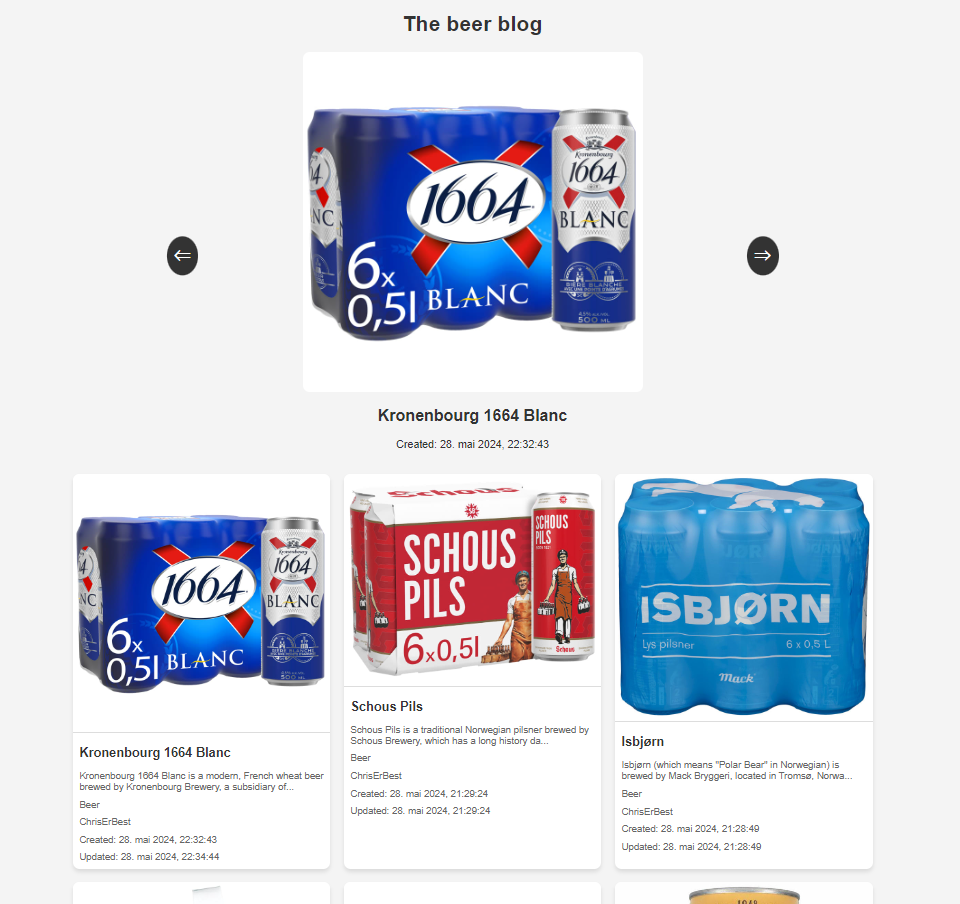 The beer blog
1664
6x
0,5l
BLANC
Kronenbourg
1664
BLANC
BIÈRE BLANCHE
500 ML
⇐
⇒
Kronenbourg 1664 Blanc
Created: 28. mai 2024, 22:32:43
1664
6x
0,5l
BLANC
Kronenbourg
1664
BLANC
Kronenbourg 1664 Blanc
Kronenbourg 1664 Blanc is a modern, French wheat beer
brewed by Kronenbourg Brewery, a subsidiary of...
Beer
ChrisErBest
Created: 28. mai 2024, 22:32:43
Updated: 28. mai 2024, 22:34:44
Schous
SCHOUS
PILS
6x0,5l
SCHOUS
PILS
Schous
Schous Pils
Schous Pils is a traditional Norwegian pilsner brewed by
Schous Brewery, which has a long history da...
Beer
ChrisErBest
Created: 28. mai 2024, 21:29:24
Updated: 28. mai 2024, 21:29:24
ISBJØRN
Lys pilsner 6 x 0,5 L
Mack
Isbjørn
Isbjørn (which means "Polar Bear" in Norwegian) is
brewed by Mack Bryggeri, located in Tromsø, Norwa...
Beer
ChrisErBest
Created: 28. mai 2024, 21:28:49
Updated: 28. mai 2024, 21:28:49